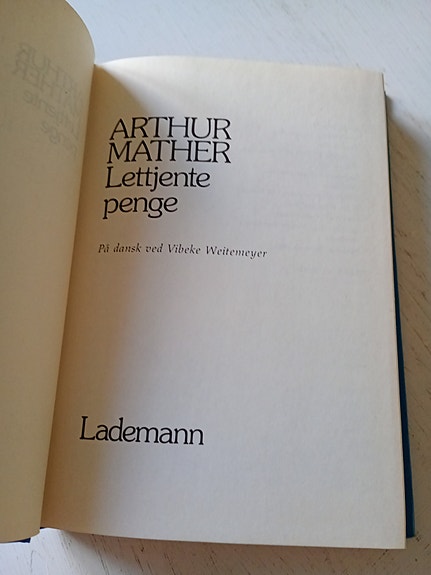 ARTHUR
MATHER
Lettjente
penge
På dansk ved Vibeke Weitemeyer
Lademann